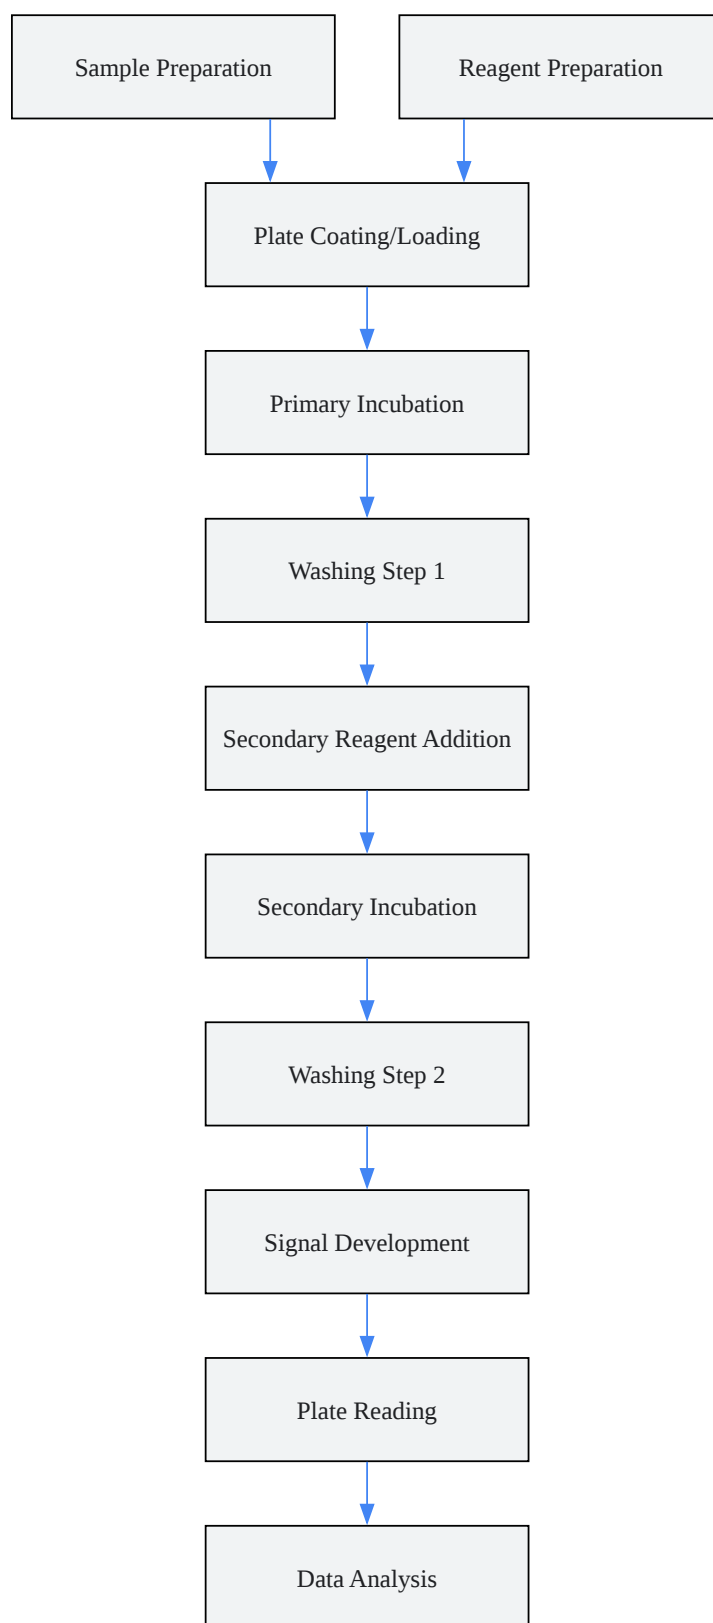 Sample Preparation
Reagent Preparation
Plate Coating/Loading
Primary Incubation
Washing Step 1
Secondary Reagent Addition
Secondary Incubation
Washing Step 2
Signal Development
Plate Reading
Data Analysis